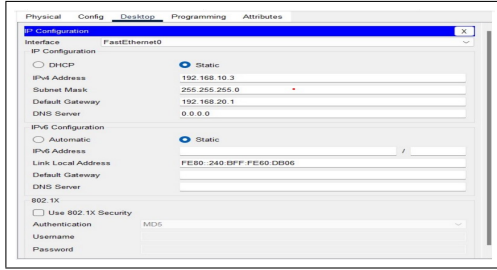 Physical Config Desktop Programming Attributes
IP Configuration X
Interface FastEthernet0
IP Configuration
DHCP Static
IPv4 Address 192.168.10.3
Subnet Mask 255.255.255.0
Default Gateway 192.168.20.1
DNS Server 0.0.0.0
IPv6 Configuration
Automatic Static
IPv6 Address /
Link Local Address FE80::240:BFF:FE60:DB06
Default Gateway
DNS Server
802.1X
Use 802.1X Security
Authentication MD5
Username
Password